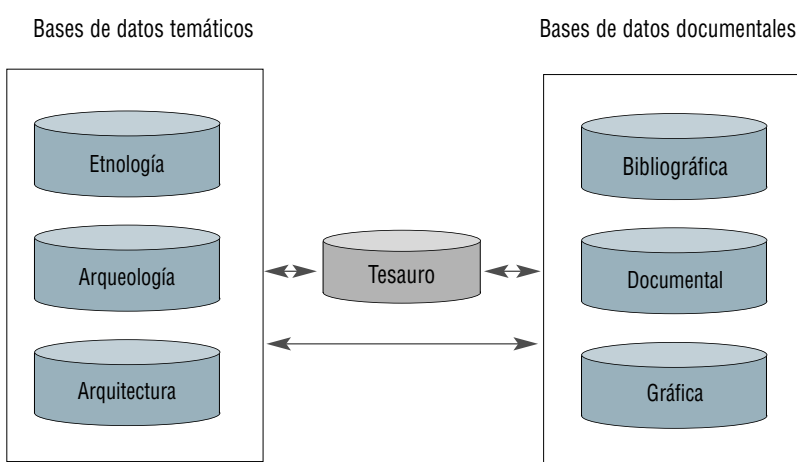 Bases de datos temáticos
Bases de datos documentales
Etnología
Arqueología
Arquitectura
Tesauro
Bibliográfica
Documental
Gráfica